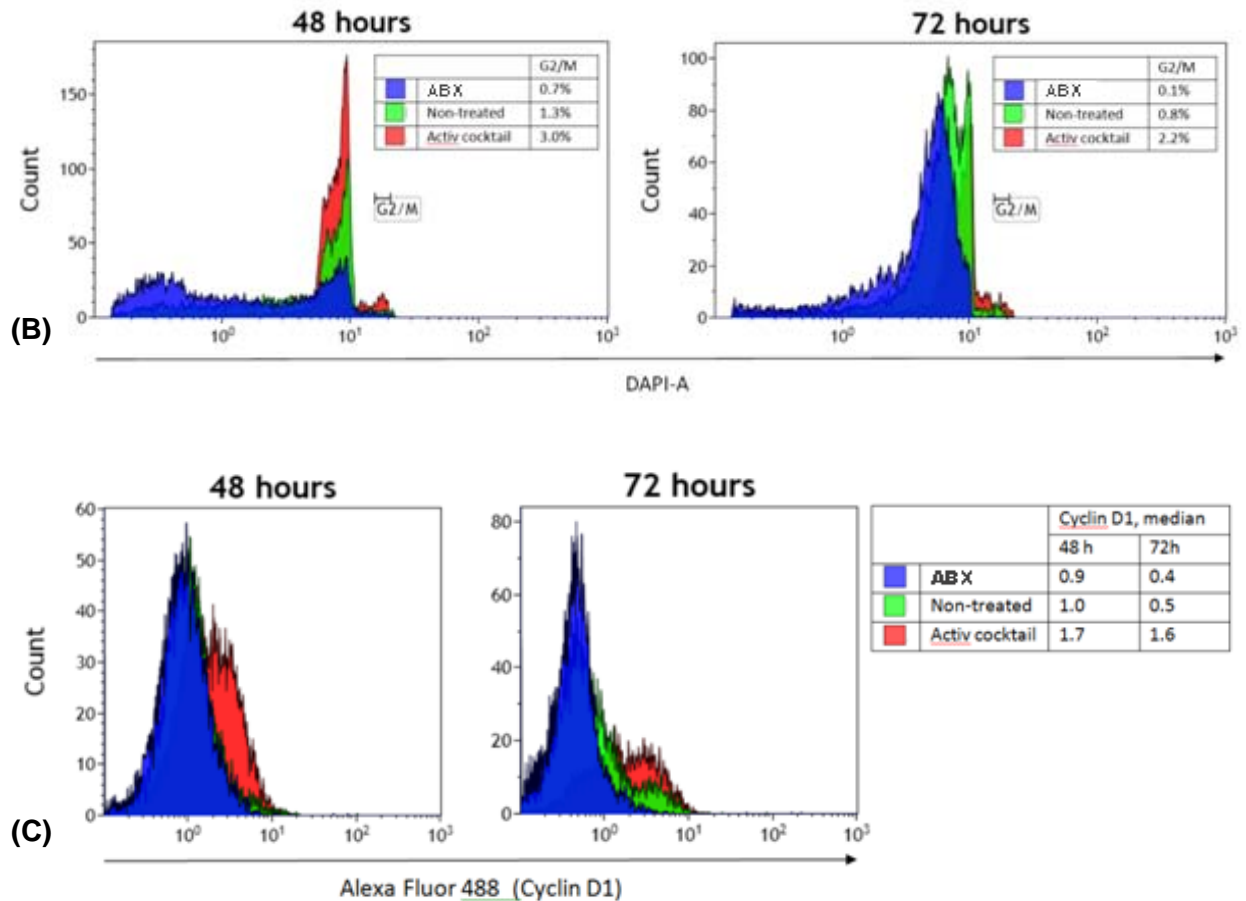 48 hours
72 hours
G2/M
ABX 0.7%
Non-treated 1.3%
Activ cocktail 3.0%
G2/M
ABX 0.1%
Non-treated 0.8%
Activ cocktail 2.2%
Count
150
100
50
0
G2/M
10⁰ 10¹ 10² 10³
Count
100
80
60
40
20
0
G2/M
10⁰ 10¹ 10² 10³
(B)
DAPI-A
48 hours
72 hours
Count
60
50
40
30
20
10
0
10⁰ 10¹ 10² 10³
80
60
40
20
0
10⁰ 10¹ 10² 10³
Cyclin D1, median
48 h 72h
ABX 0.9 0.4
Non-treated 1.0 0.5
Activ cocktail 1.7 1.6
(C)
Alexa Fluor 488 (Cyclin D1)